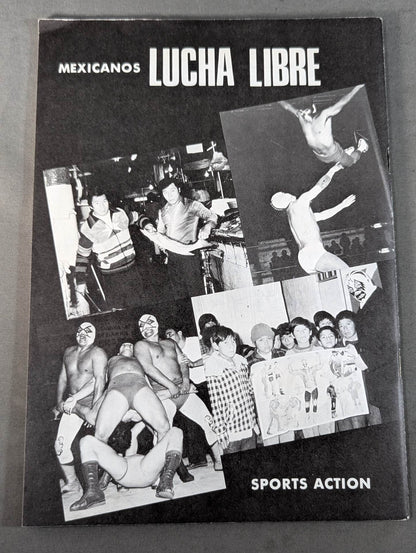 MEXICANOS LUCHA LIBRE
SPORTS ACTION